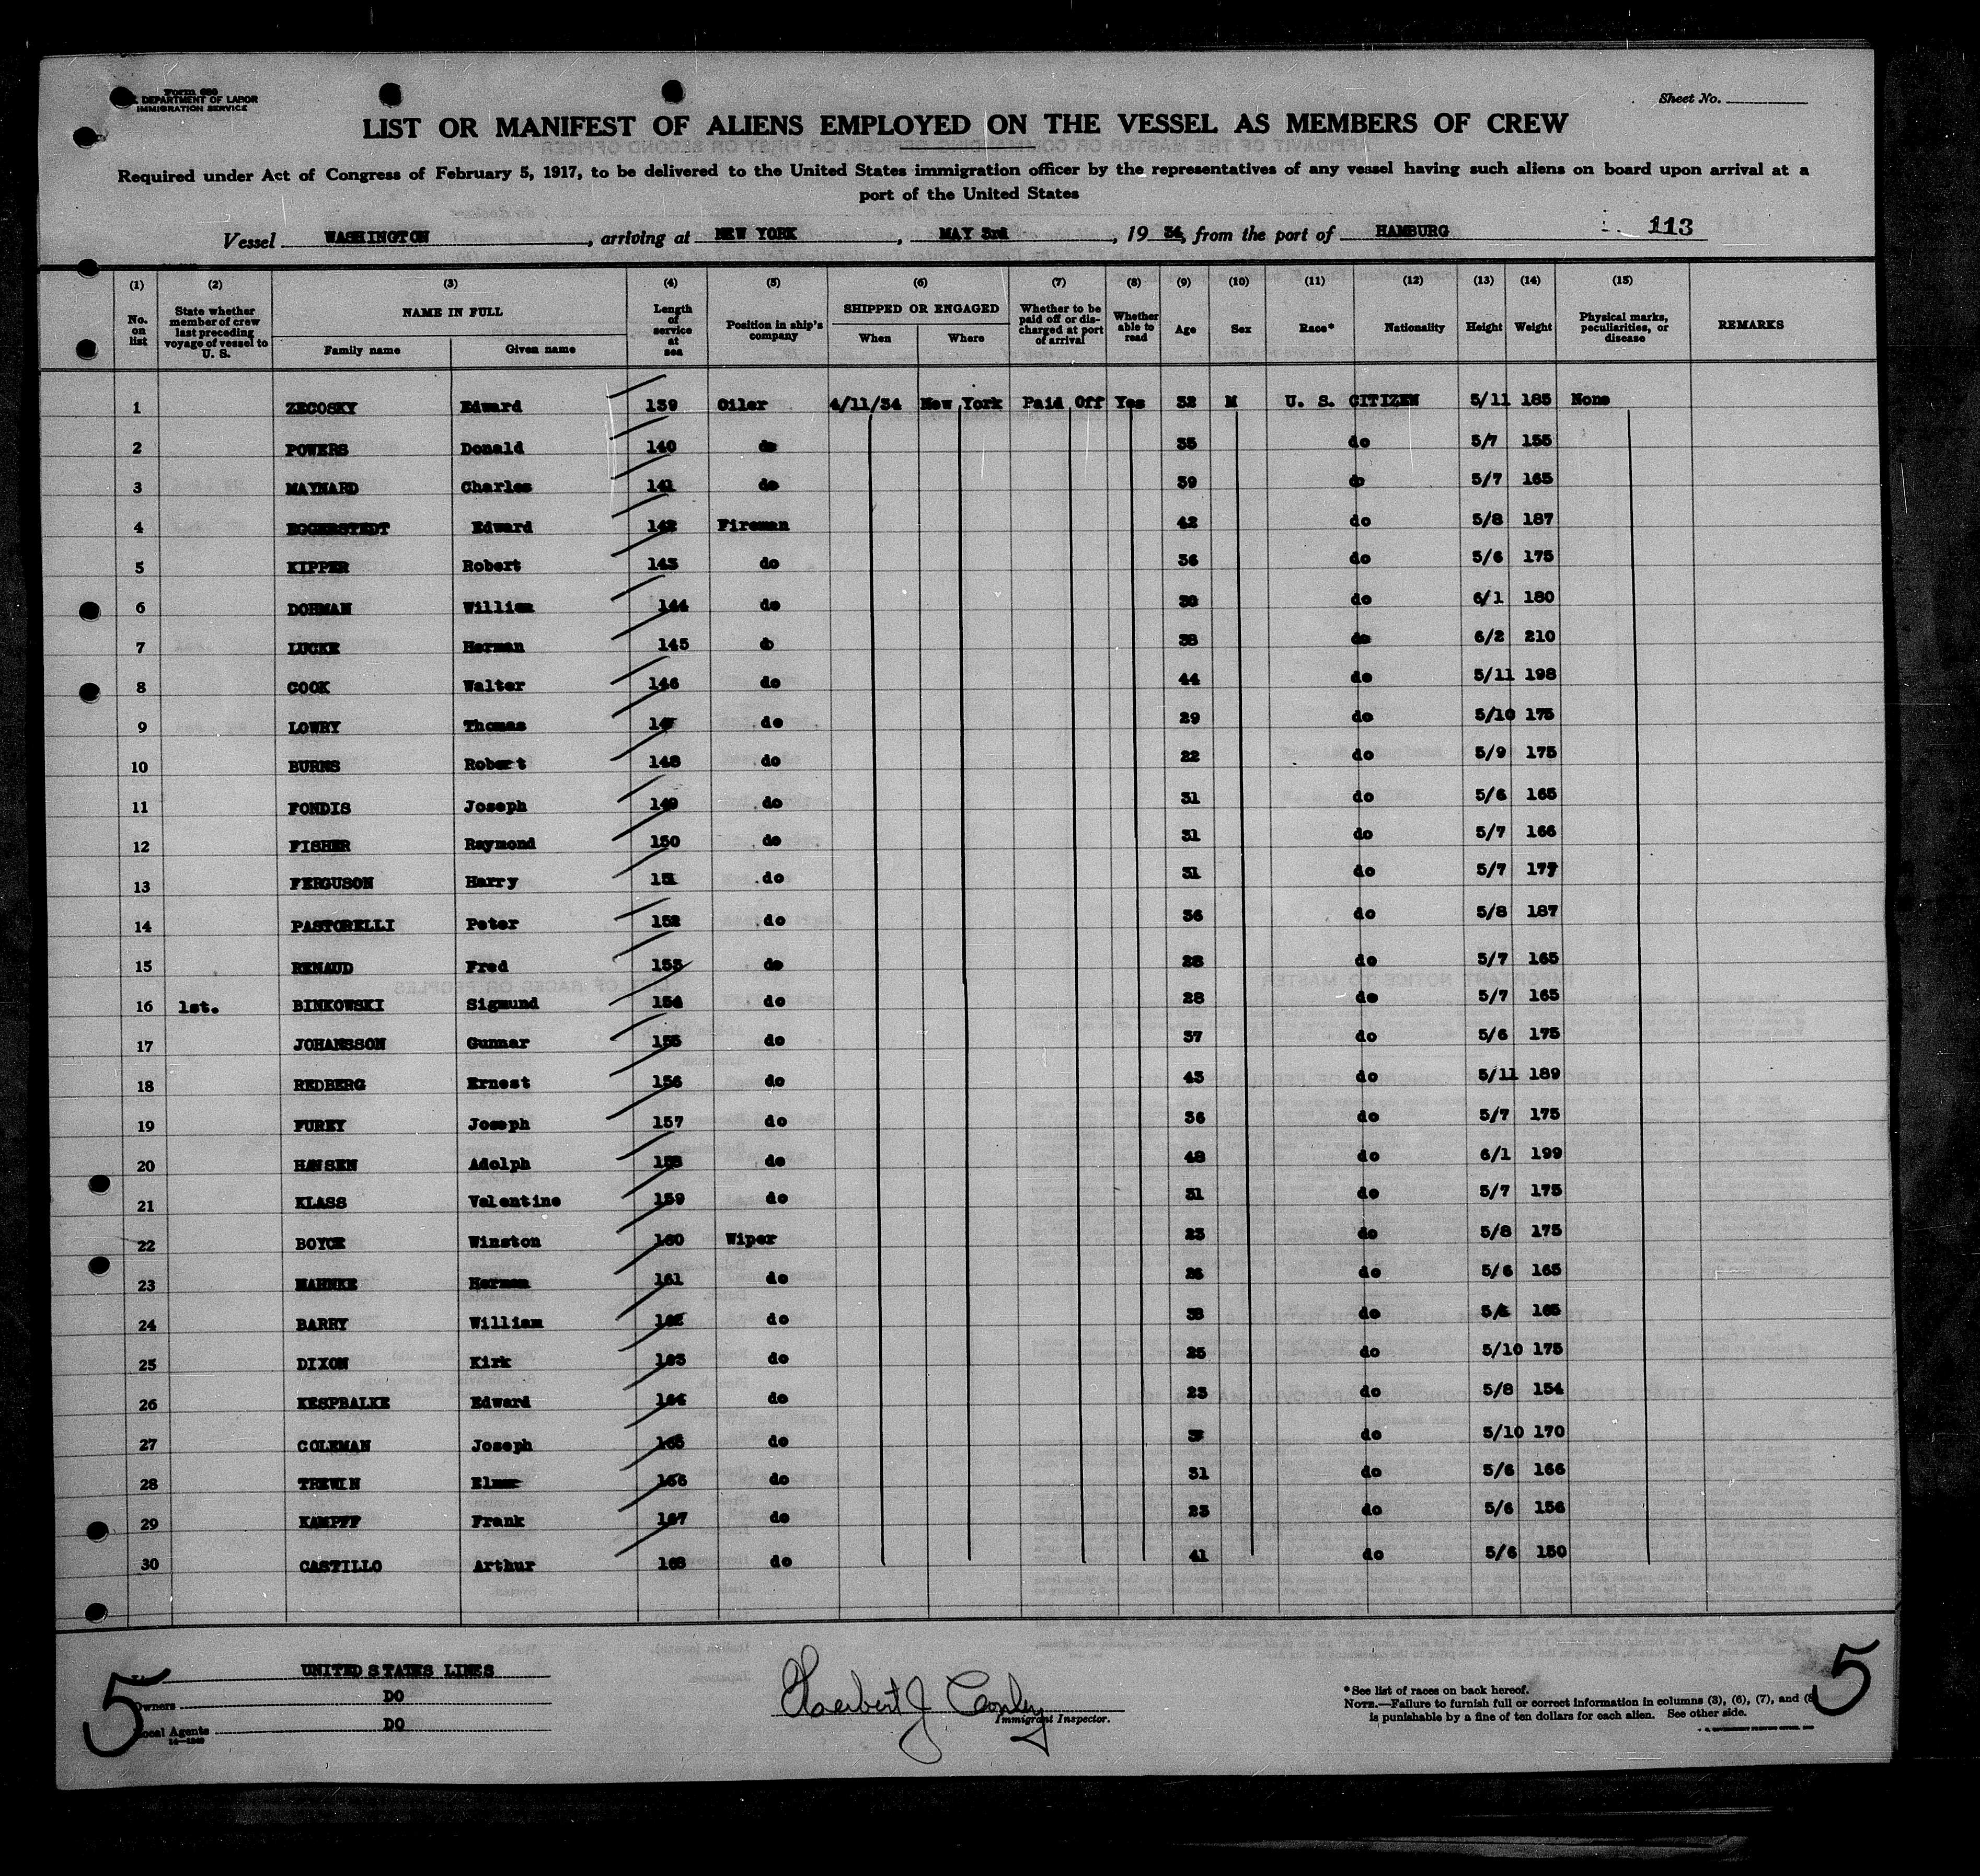 Form 680
DEPARTMENT OF LABOR
IMMIGRATION SERVICE
Sheet No.
LIST OR MANIFEST OF ALIENS EMPLOYED ON THE VESSEL AS MEMBERS OF CREW
Required under Act of Congress of February 5, 1917, to be delivered to the United States immigration officer by the representatives of any vessel having such aliens on board upon arrival at a
port of the United States
Vessel WASHINGTON, arriving at NEW YORK, MAY 3rd, 19 34, from the port of HAMBURG 113
(1) (2) (3) (4) (5) (6) (7) (8) (9) (10) (11) (12) (13) (14) (15)
No. on list
State whether member of crew last preceding voyage of vessel to U. S.
NAME IN FULL
Family name Given name
Length of service at sea
Position in ship's company
SHIPPED OR ENGAGED
When Where
Whether to be paid off or discharged at port of arrival
Whether able to read
Age Sex Race* Nationality Height Weight
Physical marks, peculiarities, or disease
REMARKS
1 ZECOSKY Edward 139 Oiler 4/11/34 New York Paid Off Yes 32 M U. S. CITIZEN 5/11 185 None
2 POWERS Donald 140 do 35 do 5/7 155
3 MAYNARD Charles 141 do 39 do 5/7 165
4 EGGERSTEDT Edward 142 Fireman 42 do 5/8 187
5 KIPPER Robert 143 do 36 do 5/6 175
6 DOHMAN William 144 do do 6/1 180
7 LUCKE Herman 145 do 38 do 6/2 210
8 COOK Walter 146 do 44 do 5/11 198
9 LOWRY Thomas 147 do 29 do 5/10 175
10 BURNS Robert 148 do 22 do 5/9 175
11 FONDIS Joseph 149 do 31 do 5/6 165
12 FISHER Raymond 150 do 31 do 5/7 166
13 FERGUSON Harry 151 do 31 do 5/7 177
14 PASTORELLI Peter 152 do 36 do 5/8 187
15 RENAUD Fred 153 do 28 do 5/7 165
16 1st. BINKOWSKI Sigmund 154 do 28 do 5/7 165
17 JOHANSSON Gunnar 155 do 37 do 5/6 175
18 REDBERG Ernest 156 do 43 do 5/11 189
19 FUREY Joseph 157 do 36 do 5/7 175
20 HANSEN Adolph 158 do 48 do 6/1 199
21 KLASS Valentine 159 do 31 do 5/7 175
22 BOYCE Winston 160 Wiper 23 do 5/8 175
23 MAHNKE Herman 161 do 26 do 5/6 165
24 BARRY William 162 do 38 do 165
25 DIXON Kirk 163 do 25 do 5/10 175
26 KESPBALKE Edward 164 do 23 do 5/8 154
27 COLEMAN Joseph 165 do do 5/10 170
28 TREWIN Elmer 166 do 31 do 5/6 166
29 KAMPFF Frank 167 do 23 do 5/6 156
30 CASTILLO Arthur 168 do 41 do 5/6 150
UNITED STATES LINES
Owners DO
Local Agents DO
14—1240
5
Herbert J Conley
Immigrant Inspector.
*See list of races on back hereof.
NOTE.—Failure to furnish full or correct information in columns (3), (6), (7), and (8)
is punishable by a fine of ten dollars for each alien. See other side.
5